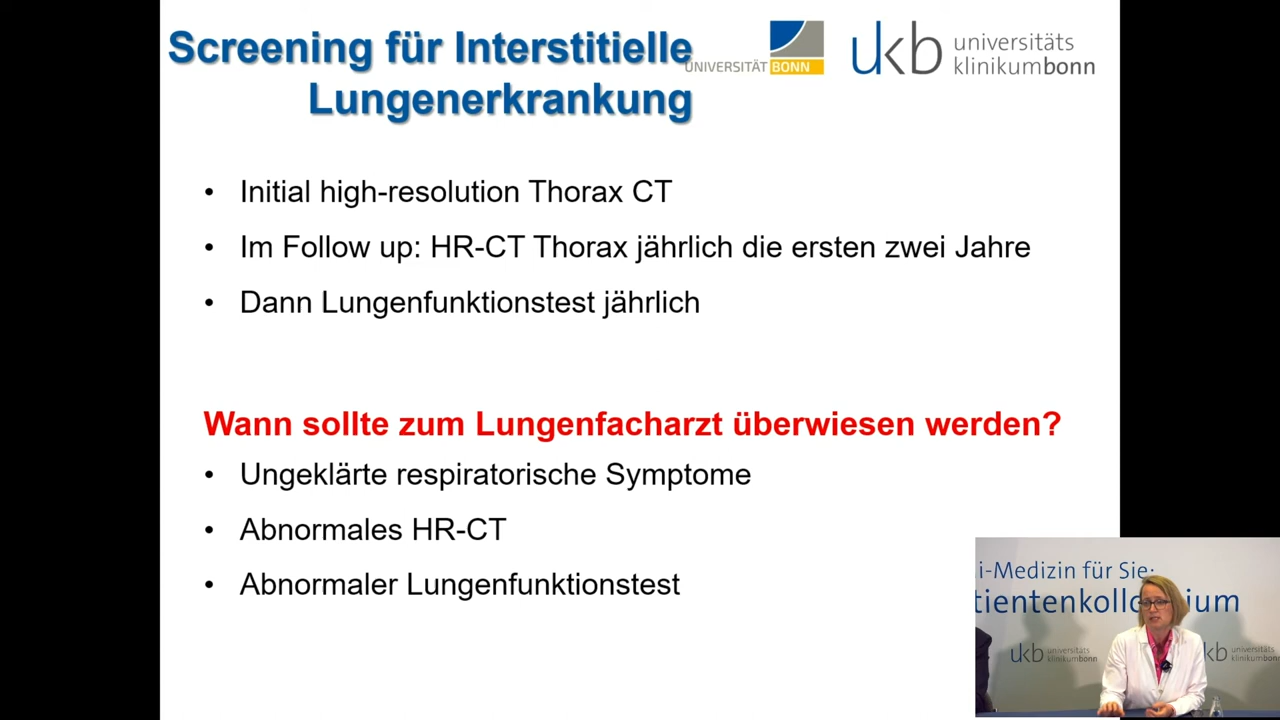 Screening für Interstitielle
Lungenerkrankung
UNIVERSITÄT BONN
ukb universitäts
klinikumbonn
• Initial high-resolution Thorax CT
• Im Follow up: HR-CT Thorax jährlich die ersten zwei Jahre
• Dann Lungenfunktionstest jährlich
Wann sollte zum Lungenfacharzt überwiesen werden?
• Ungeklärte respiratorische Symptome
• Abnormales HR-CT
• Abnormaler Lungenfunktionstest
i-Medizin für Sie:
tientenkoll ium
ukb universitäts
klinikumbonn
kb universitäts
klinikumbonn